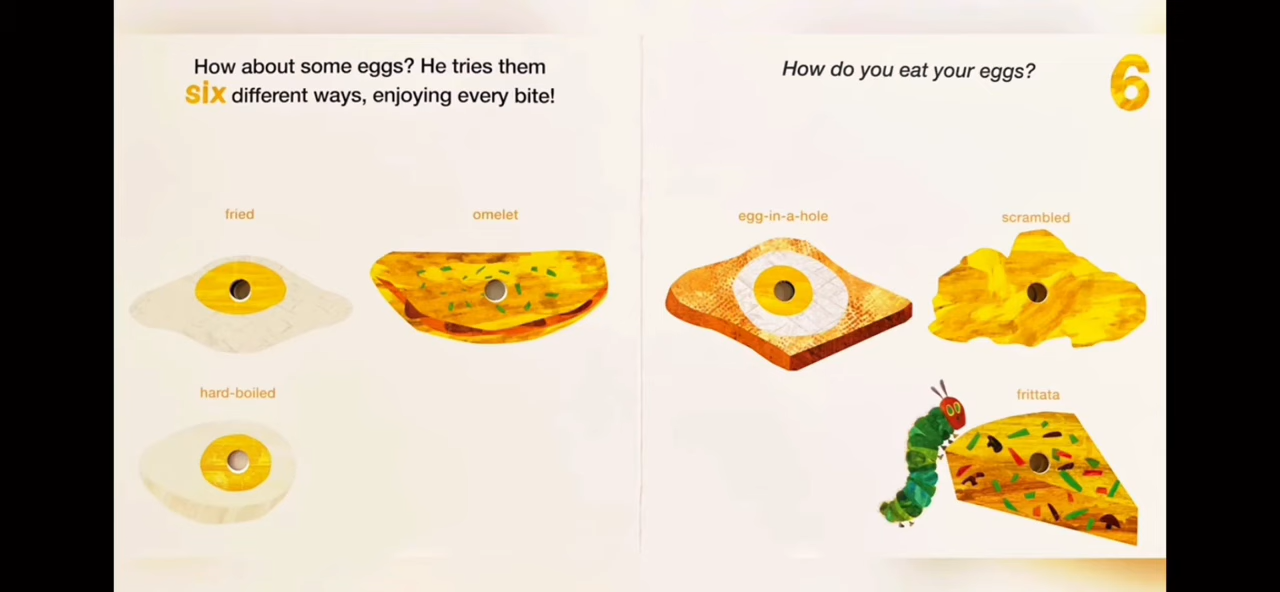 How about some eggs? He tries them
six different ways, enjoying every bite!
fried
omelet
hard-boiled
How do you eat your eggs?
6
egg-in-a-hole
scrambled
frittata